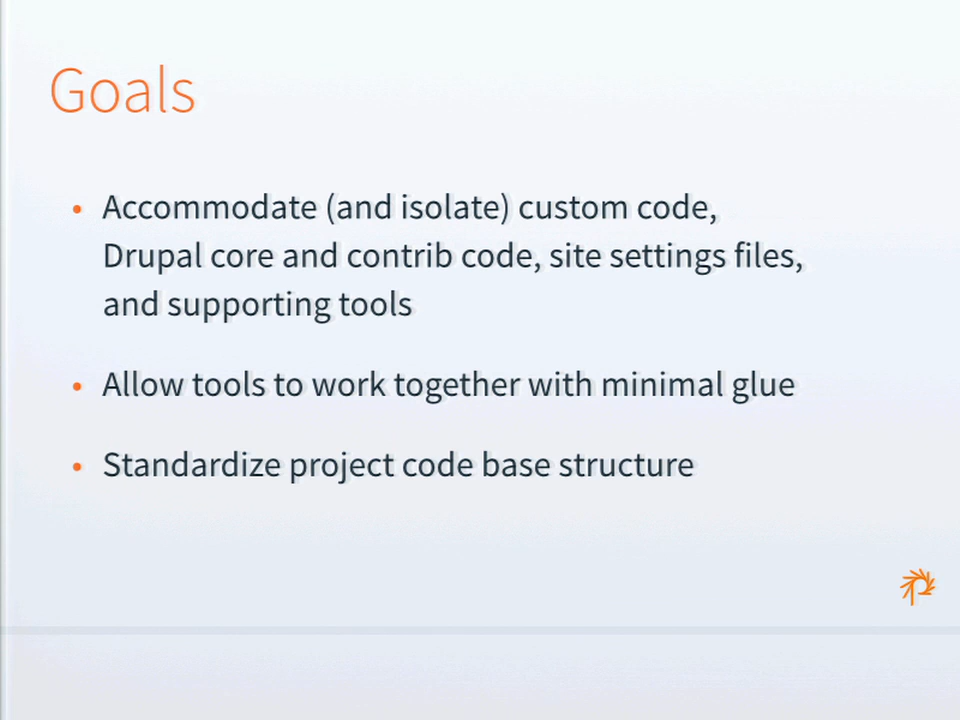 Goals
• Accommodate (and isolate) custom code,
Drupal core and contrib code, site settings files,
and supporting tools
• Allow tools to work together with minimal glue
• Standardize project code base structure